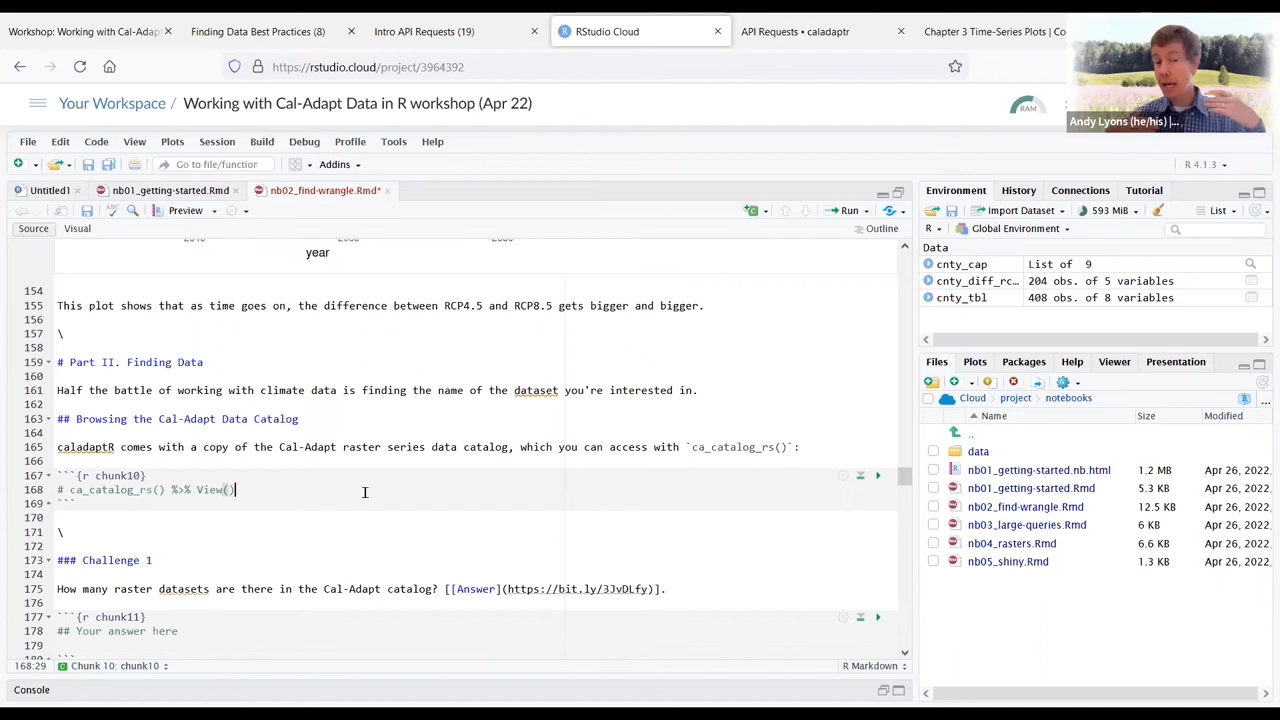 Workshop: Working with Cal-Adap
Finding Data Best Practices (8)
Intro API Requests (19)
RStudio Cloud
API Requests • caladaptr
Chapter 3 Time-Series Plots | Co
https://rstudio.cloud/project/3964392
Your Workspace / Working with Cal-Adapt Data in R workshop (Apr 22)
RAM
Andy Lyons (he/his) |...
File Edit Code View Plots Session Build Debug Profile Tools Help
Go to file/function
Addins
R 4.1.3
Untitled1
nb01_getting-started.Rmd
nb02_find-wrangle.Rmd*
Preview
Run
Source Visual
Outline
year
154
155 This plot shows that as time goes on, the difference between RCP4.5 and RCP8.5 gets bigger and bigger.
156
157 \
158
159 # Part II. Finding Data
160
161 Half the battle of working with climate data is finding the name of the dataset you're interested in.
162
163 ## Browsing the Cal-Adapt Data Catalog
164
165 caladaptR comes with a copy of the Cal-Adapt raster series data catalog, which you can access with `ca_catalog_rs()`:
166
167 ```{r chunk10}
168 # ca_catalog_rs() %>% View()
169 ```
170
171 \
172
173 ### Challenge 1
174
175 How many raster datasets are there in the Cal-Adapt catalog? [[Answer](https://bit.ly/3JvDLfy)].
176
177 ```{r chunk11}
178 ## Your answer here
179
168:29 Chunk 10: chunk10
R Markdown
Console
Environment History Connections Tutorial
Import Dataset 593 MiB List
R Global Environment
Data
cnty_cap List of 9
cnty_diff_rc… 204 obs. of 5 variables
cnty_tbl 408 obs. of 8 variables
Files Plots Packages Help Viewer Presentation
Cloud project notebooks
Name Size Modified
..
data
nb01_getting-started.nb.html 1.2 MB Apr 26, 2022,
nb01_getting-started.Rmd 5.3 KB Apr 26, 2022,
nb02_find-wrangle.Rmd 12.5 KB Apr 26, 2022,
nb03_large-queries.Rmd 6 KB Apr 26, 2022,
nb04_rasters.Rmd 6.6 KB Apr 26, 2022,
nb05_shiny.Rmd 1.3 KB Apr 26, 2022,